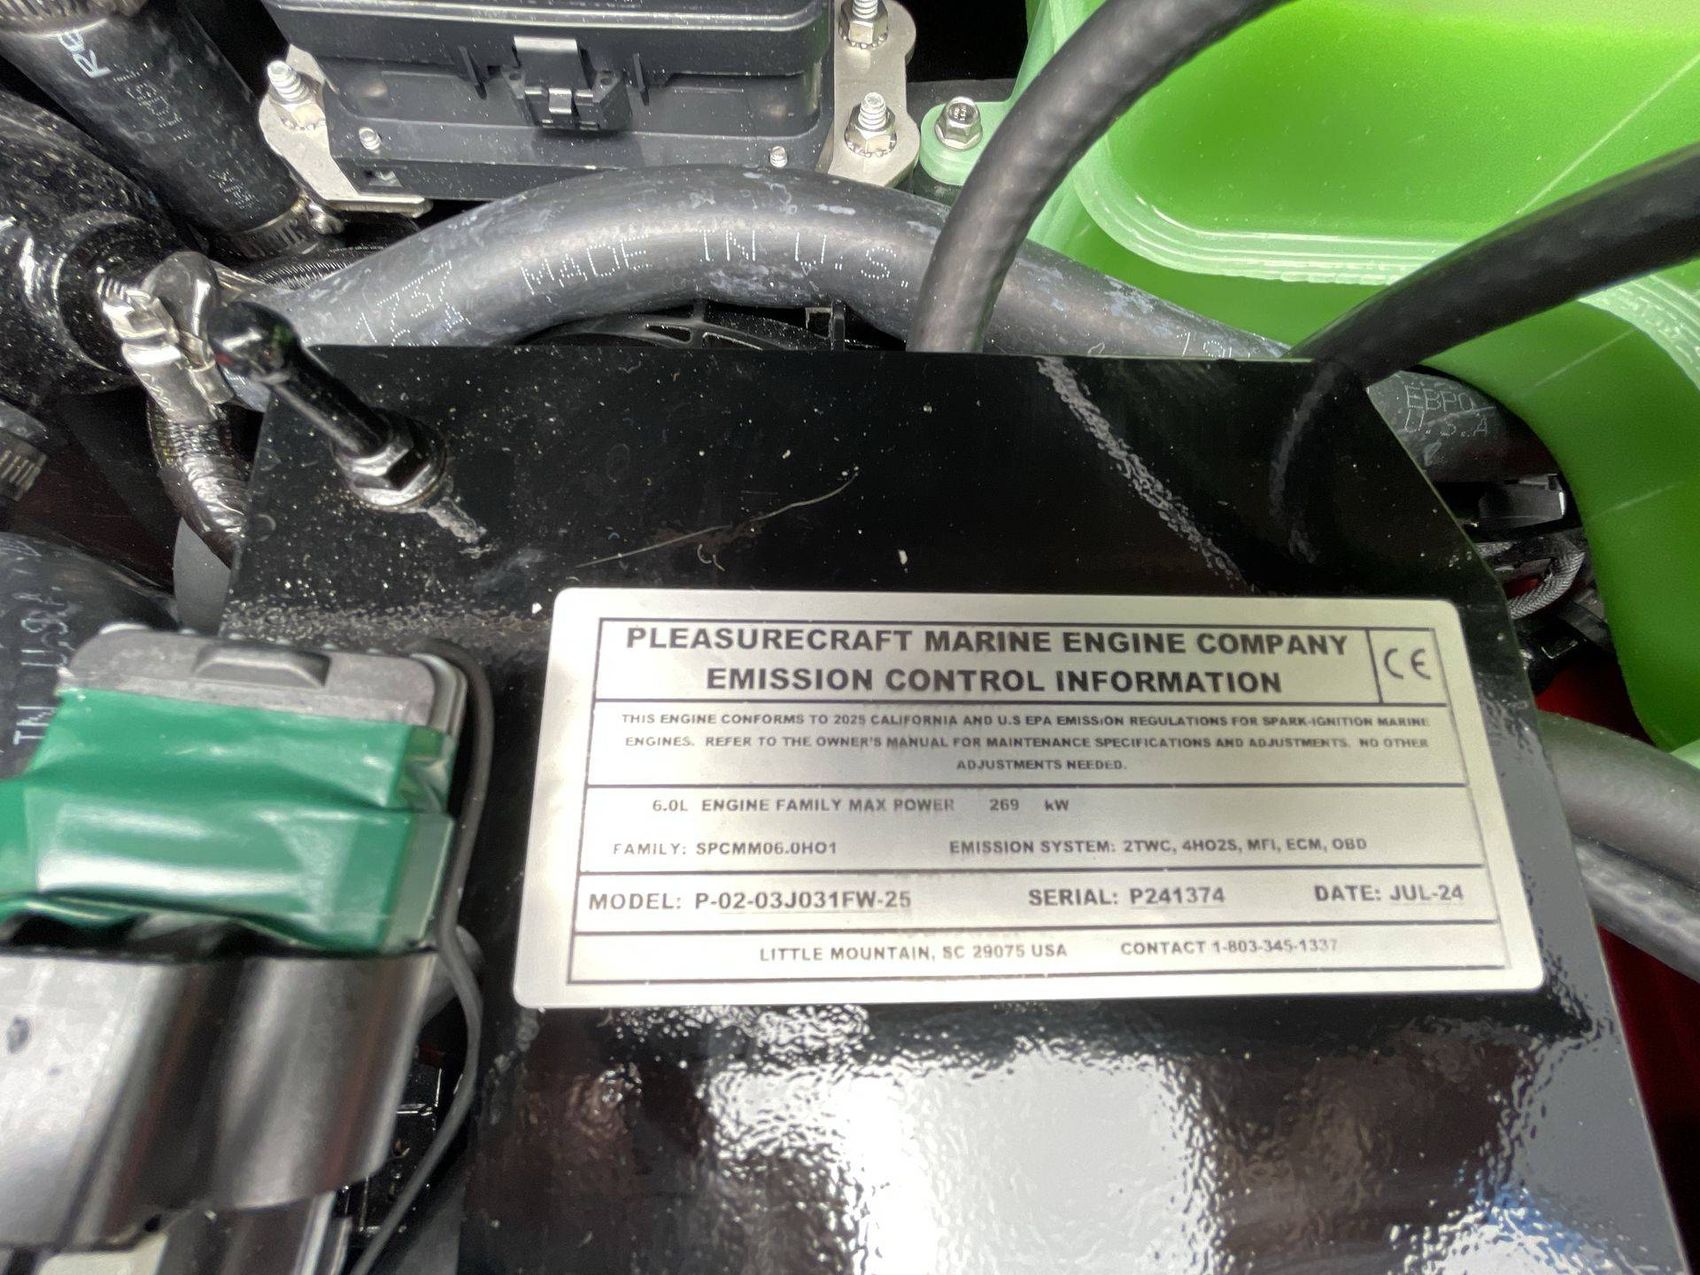 MADE IN U.S.
U.S.A
PLEASURECRAFT MARINE ENGINE COMPANY
EMISSION CONTROL INFORMATION
CE
THIS ENGINE CONFORMS TO 2025 CALIFORNIA AND U.S EPA EMISSION REGULATIONS FOR SPARK-IGNITION MARINE
ENGINES. REFER TO THE OWNER'S MANUAL FOR MAINTENANCE SPECIFICATIONS AND ADJUSTMENTS. NO OTHER
ADJUSTMENTS NEEDED.
6.0L ENGINE FAMILY MAX POWER 269 kW
FAMILY: SPCMM06.0HO1 EMISSION SYSTEM: 2TWC, 4HO2S, MFI, ECM, OBD
MODEL: P-02-03J031FW-25 SERIAL: P241374 DATE: JUL-24
LITTLE MOUNTAIN, SC 29075 USA CONTACT 1-803-345-1337